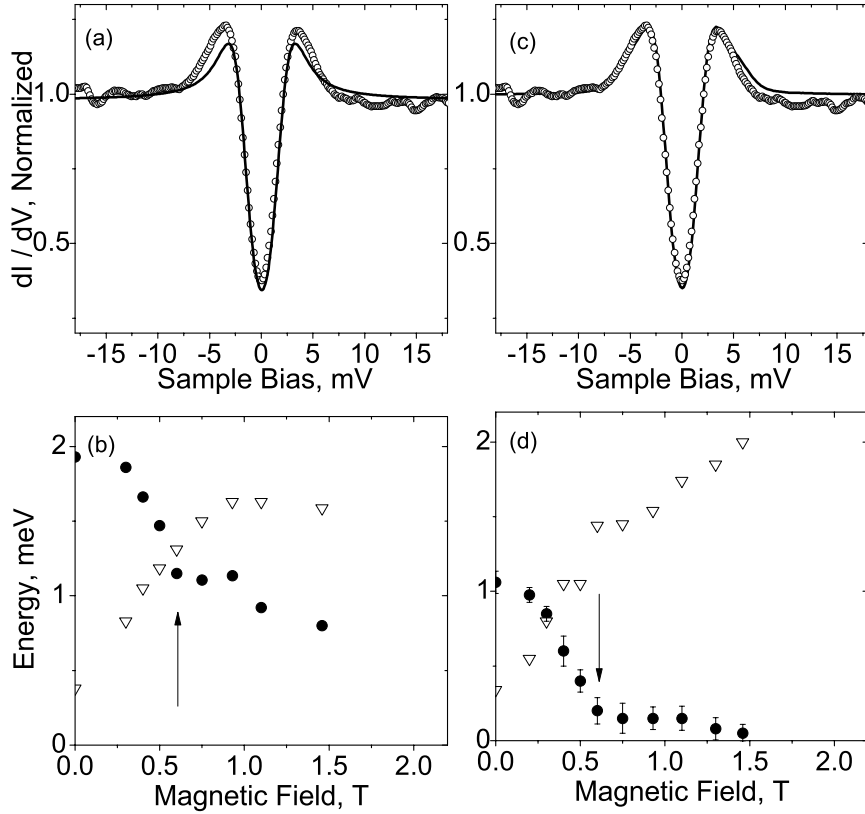 (a)
dI / dV, Normalized
1.0
0.5
-15 -10 -5 0 5 10 15
Sample Bias, mV
(c)
1.0
0.5
-15 -10 -5 0 5 10 15
Sample Bias, mV
(b)
Energy, meV
2
1
0
0.0 0.5 1.0 1.5 2.0
Magnetic Field, T
(d)
2
1
0
0.0 0.5 1.0 1.5 2.0
Magnetic Field, T